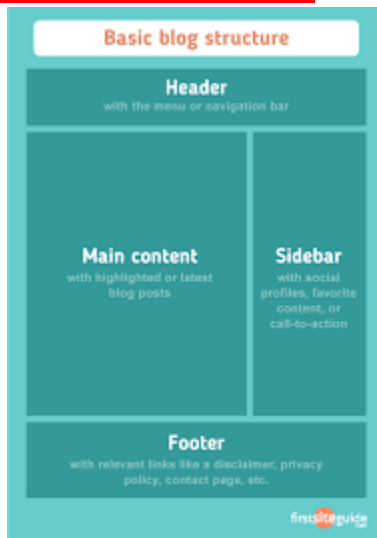 Basic blog structure
Header
with the menu or navigation bar
Main content
with highlighted or latest
blog posts
Sidebar
with social
profiles, favorite
content, or
call-to-action
Footer
with relevant links like a disclaimer, privacy
policy, contact page, etc.
firstsiteguide